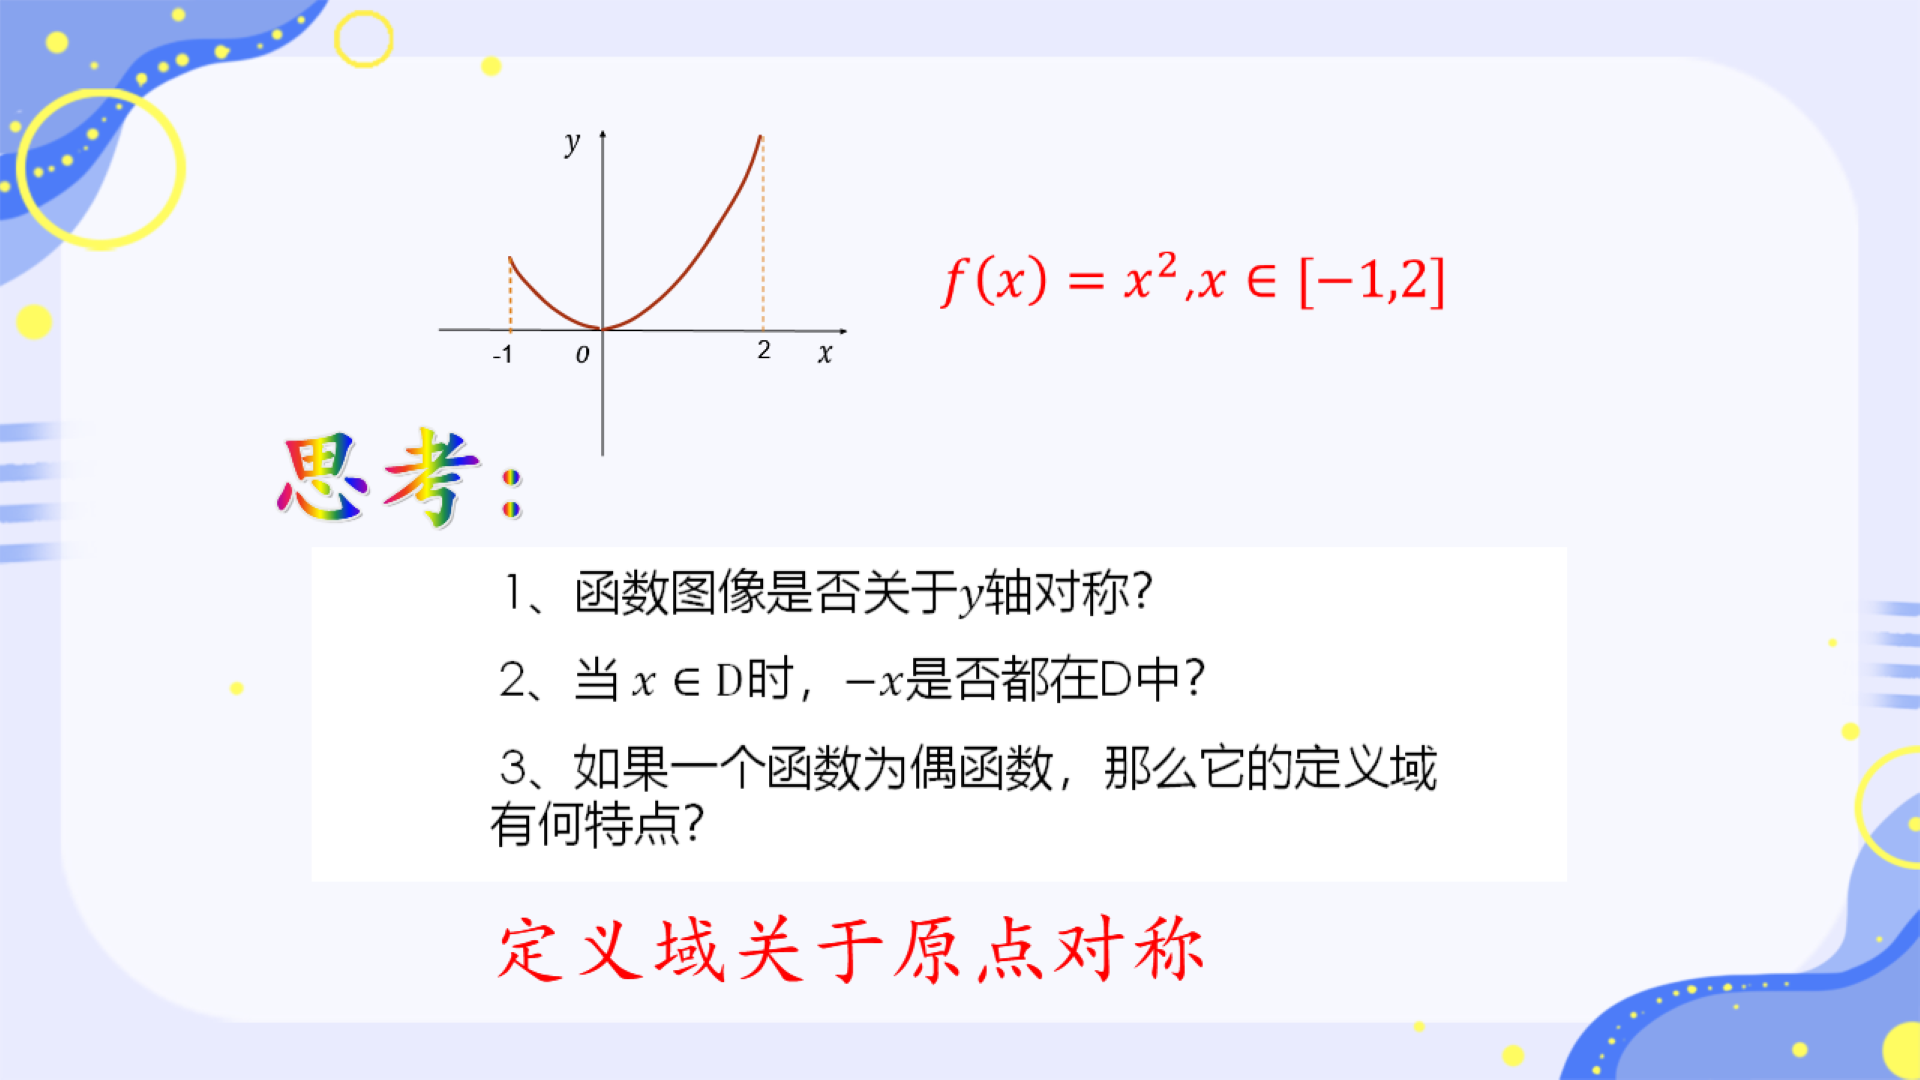 y
f(x) = x²,x ∈ [−1,2]
-1 o 2 x
思考：
1、函数图像是否关于y轴对称？
2、当 x ∈ D时，−x是否都在D中？
3、如果一个函数为偶函数，那么它的定义域
有何特点？
定义域关于原点对称